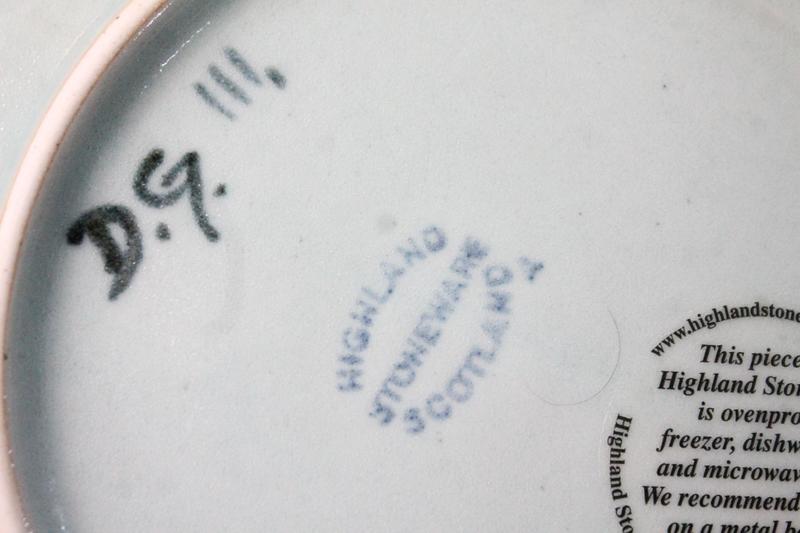 III,
D.G.
HIGHLAND
STONEWARE
SCOTLAND
www.highlandstone
This piece
Highland Sto
is ovenpro
freezer, dishw
and microwav
We recommend
on a metal b
Highland Sto